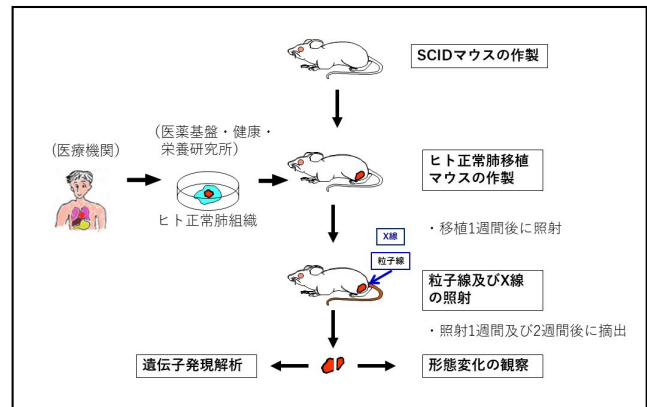 SCIDマウスの作製
(医薬基盤・健康・
栄養研究所)
(医療機関)
ヒト正常肺組織
ヒト正常肺移植
マウスの作製
・移植1週間後に照射
X線
粒子線
粒子線及びX線
の照射
・照射1週間及び2週間後に摘出
遺伝子発現解析
形態変化の観察